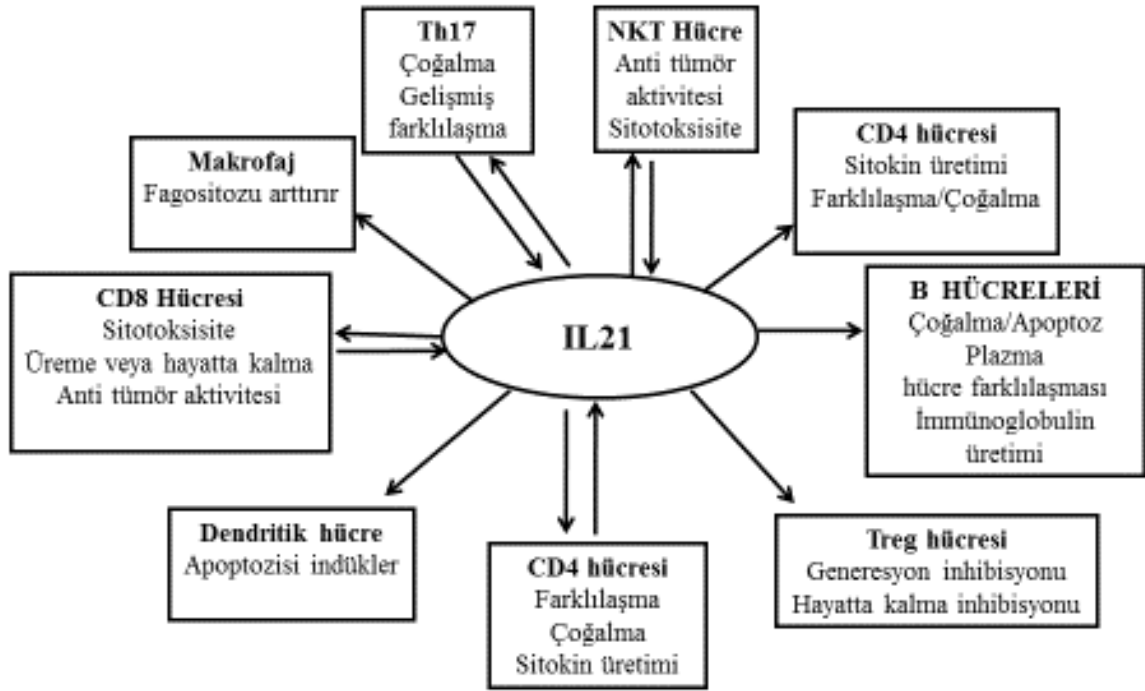 Th17
Çoğalma
Gelişmiş
farklılaşma
NKT Hücre
Anti tümör
aktivitesi
Sitotoksisite
CD4 hücresi
Sitokin üretimi
Farklılaşma/Çoğalma
Makrofaj
Fagositozu arttırır
CD8 Hücresi
Sitotoksisite
Üreme veya hayatta kalma
Anti tümör aktivitesi
IL21
B HÜCRELERİ
Çoğalma/Apoptoz
Plazma
hücre farklılaşması
İmmünoglobulin
üretimi
Dendritik hücre
Apoptozisi indükler
CD4 hücresi
Farklılaşma
Çoğalma
Sitokin üretimi
Treg hücresi
Generesyon inhibisyonu
Hayatta kalma inhibisyonu